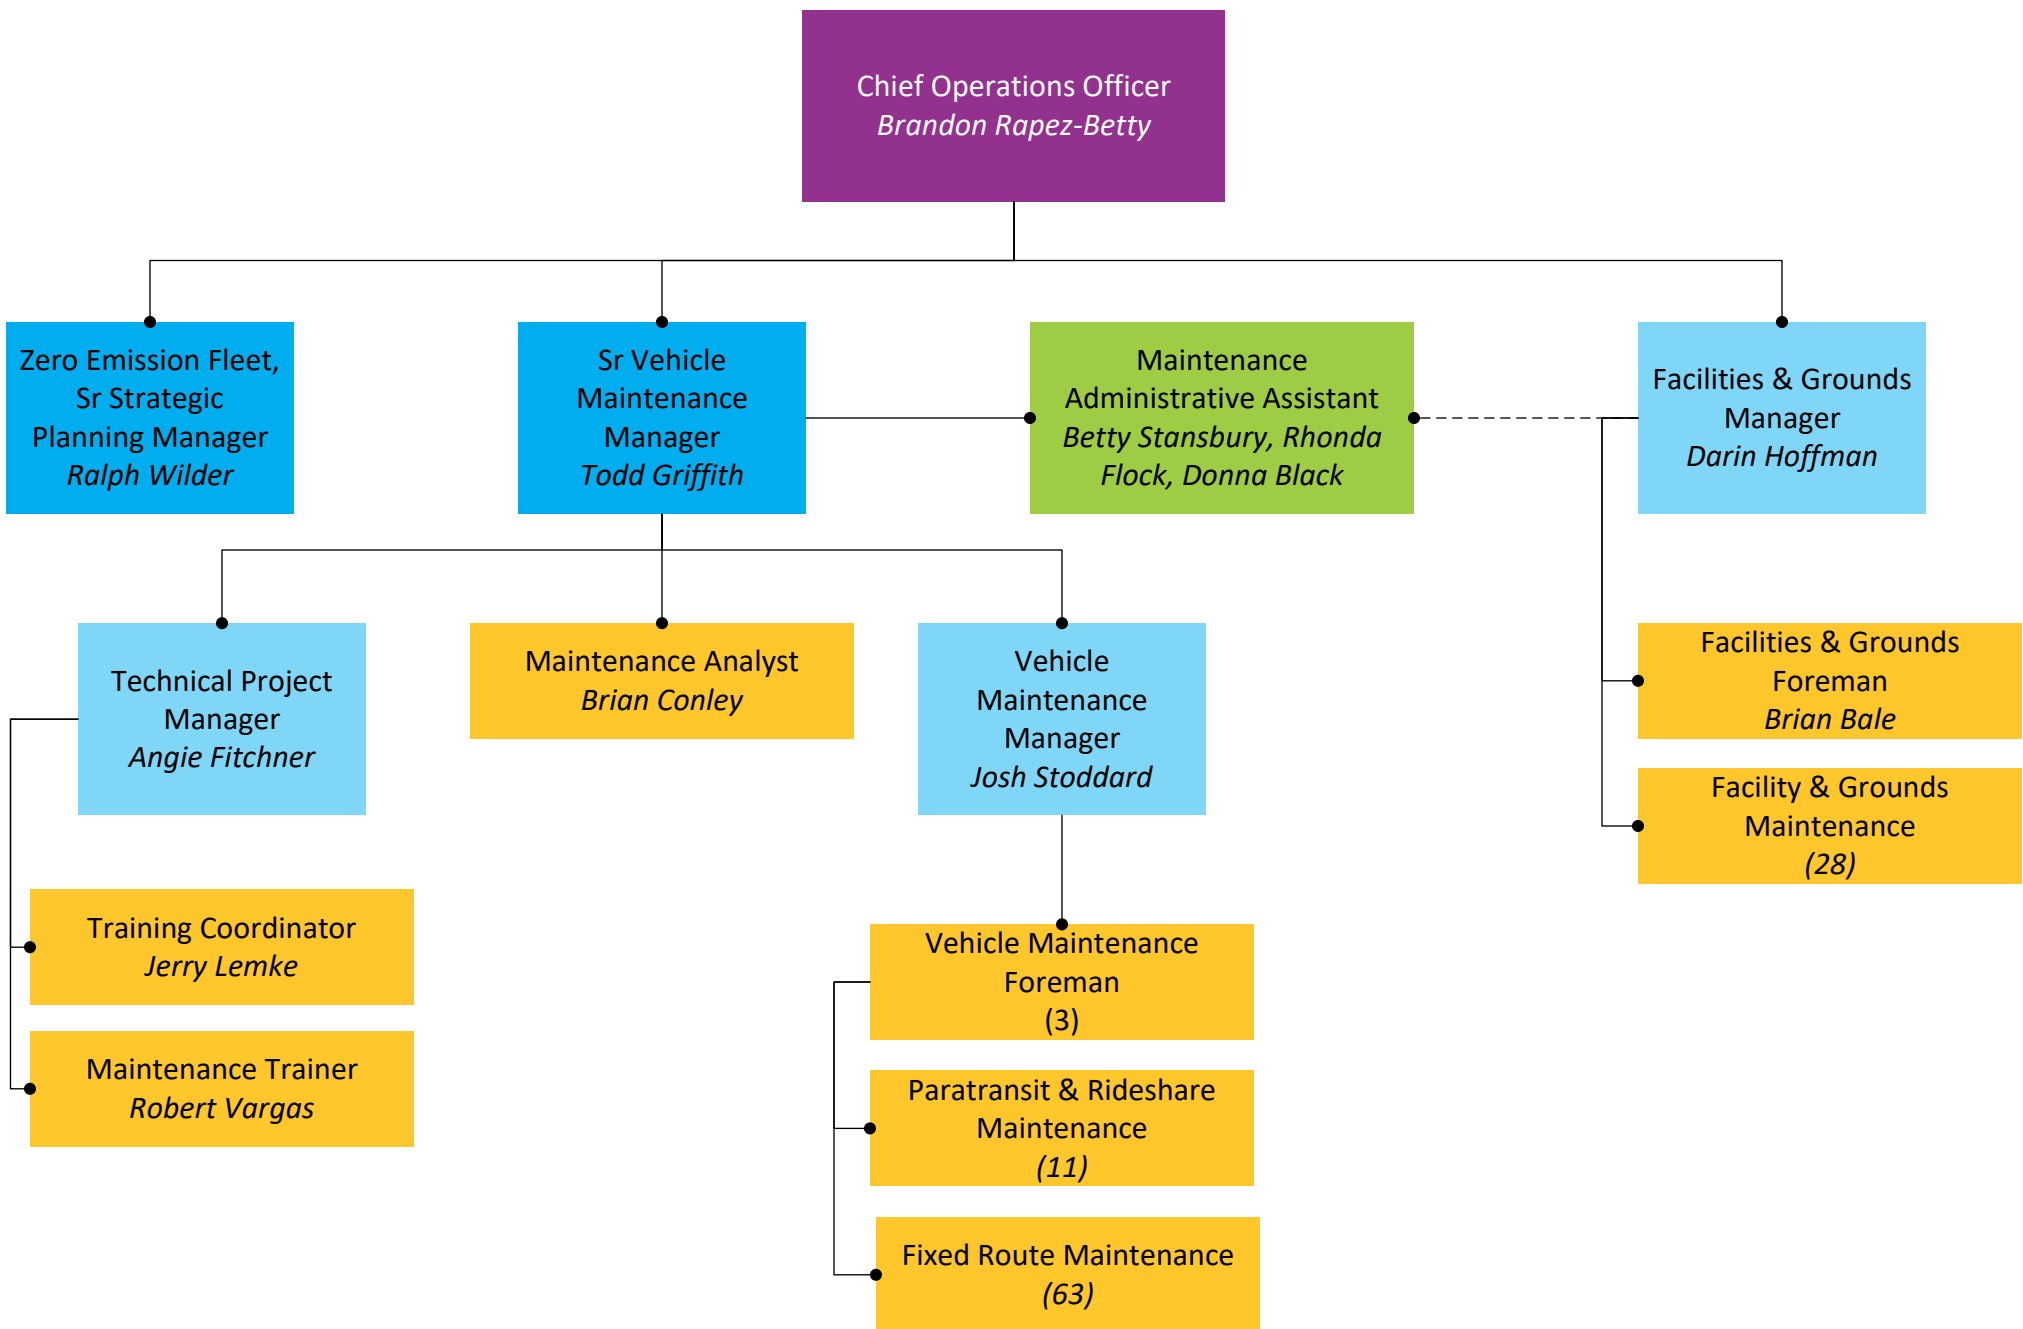 Chief Operations Officer
Brandon Rapez-Betty
Zero Emission Fleet,
Sr Strategic
Planning Manager
Ralph Wilder
Sr Vehicle
Maintenance
Manager
Todd Griffith
Maintenance
Administrative Assistant
Betty Stansbury, Rhonda
Flock, Donna Black
Facilities & Grounds
Manager
Darin Hoffman
Technical Project
Manager
Angie Fitchner
Maintenance Analyst
Brian Conley
Vehicle
Maintenance
Manager
Josh Stoddard
Facilities & Grounds
Foreman
Brian Bale
Facility & Grounds
Maintenance
(28)
Training Coordinator
Jerry Lemke
Maintenance Trainer
Robert Vargas
Vehicle Maintenance
Foreman
(3)
Paratransit & Rideshare
Maintenance
(11)
Fixed Route Maintenance
(63)